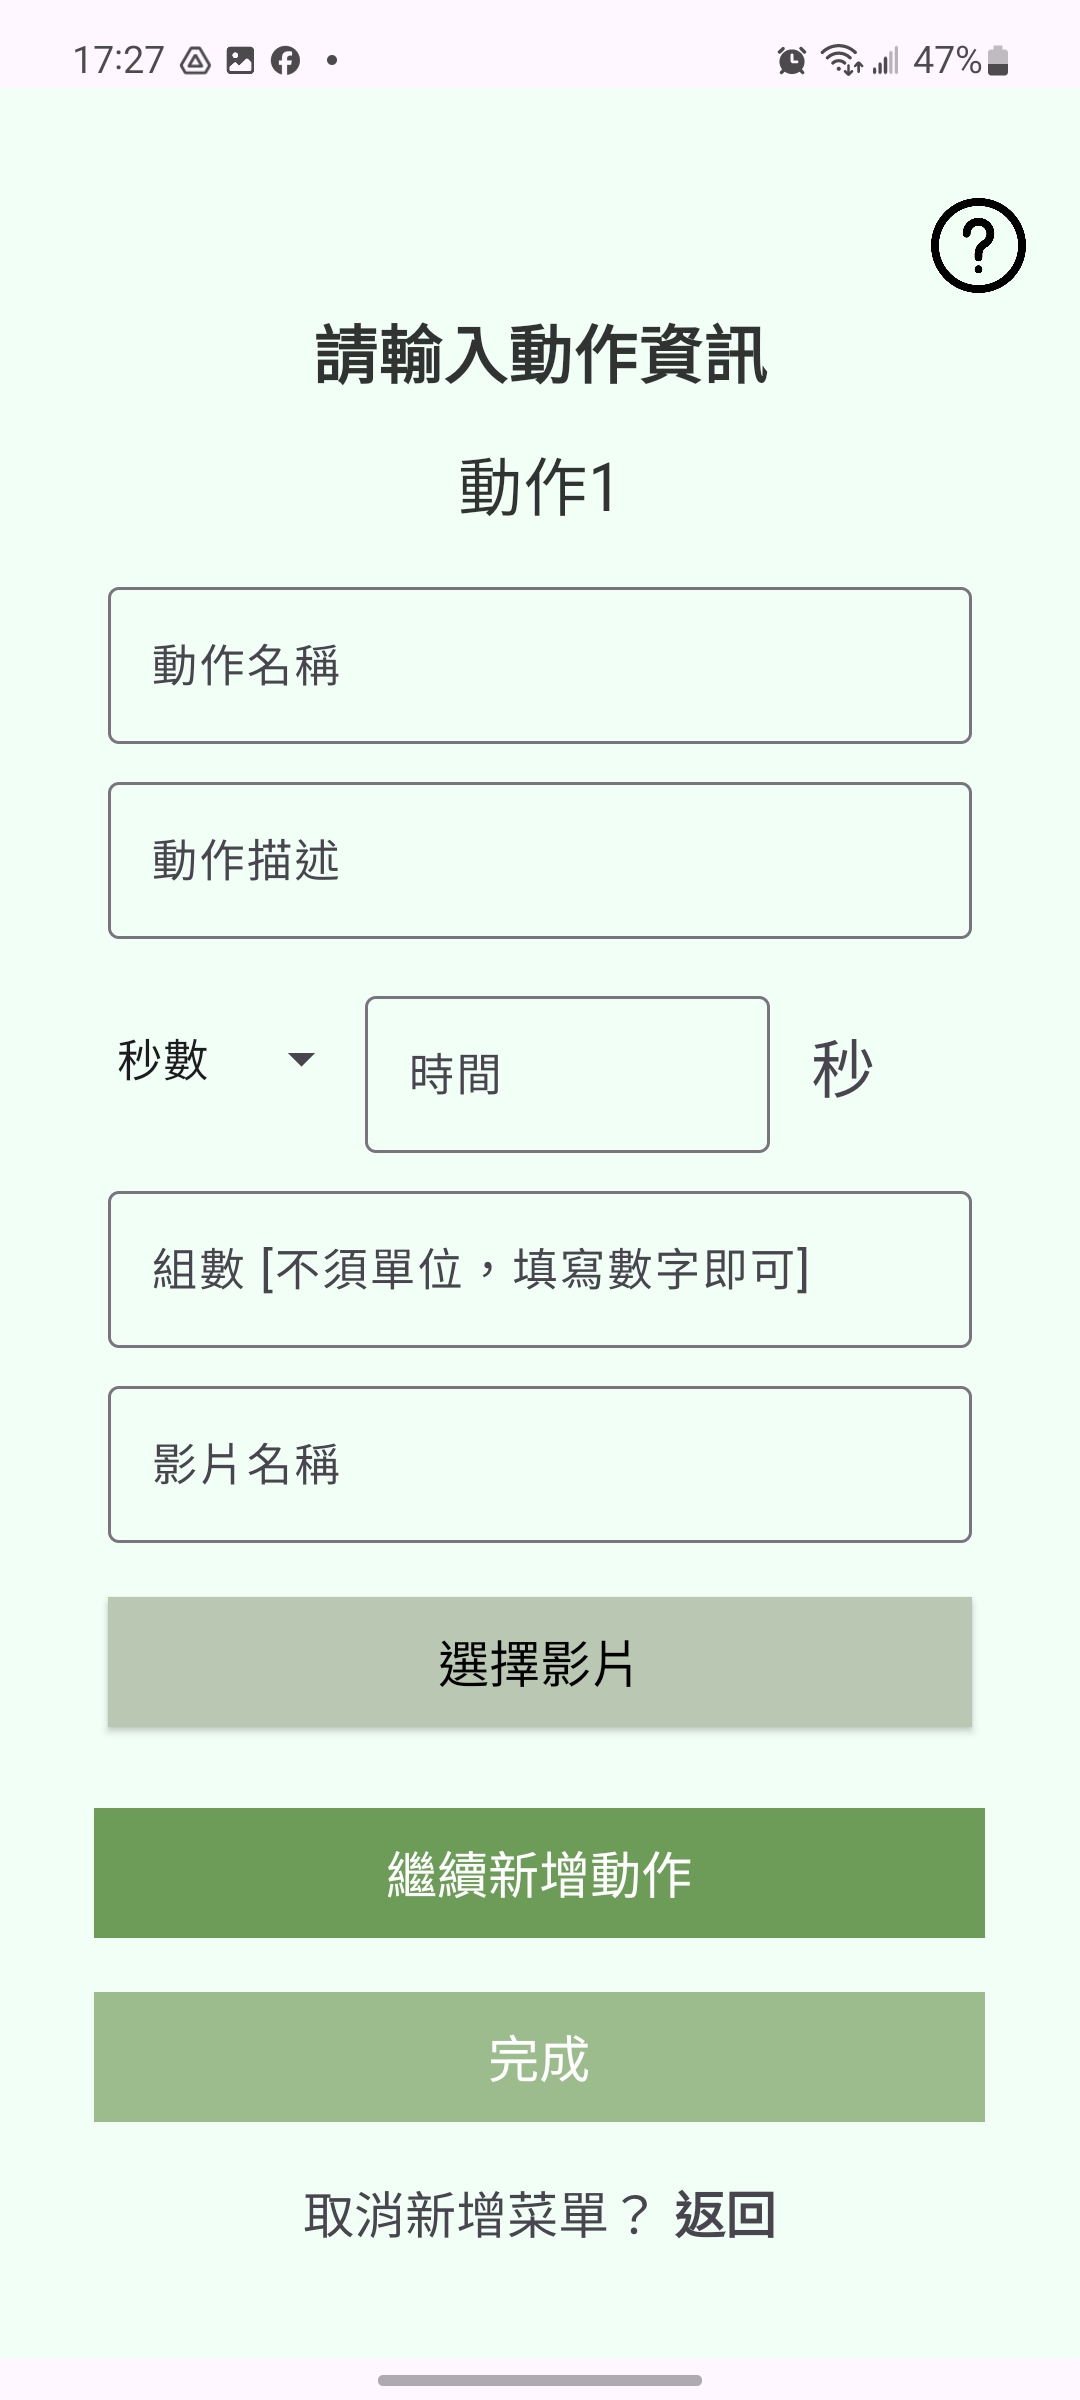 17:27
47%
請輸入動作資訊
動作1
動作名稱
動作描述
秒數
時間
秒
組數 [不須單位，填寫數字即可]
影片名稱
選擇影片
繼續新增動作
完成
取消新增菜單？ 返回